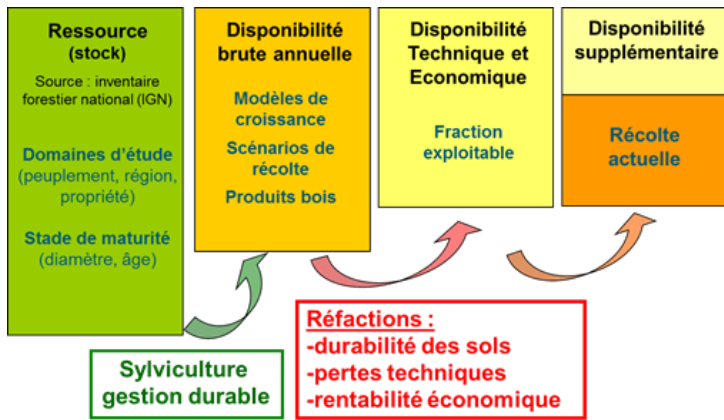 Ressource
(stock)
Source : inventaire
forestier national (IGN)
Domaines d'étude
(peuplement, région,
propriété)
Stade de maturité
(diamètre, âge)
Disponibilité
brute annuelle
Modèles de
croissance
Scénarios de
récolte
Produits bois
Disponibilité
Technique et
Economique
Fraction
exploitable
Disponibilité
supplémentaire
Récolte
actuelle
Sylviculture
gestion durable
Réfactions :
-durabilité des sols
-pertes techniques
-rentabilité économique